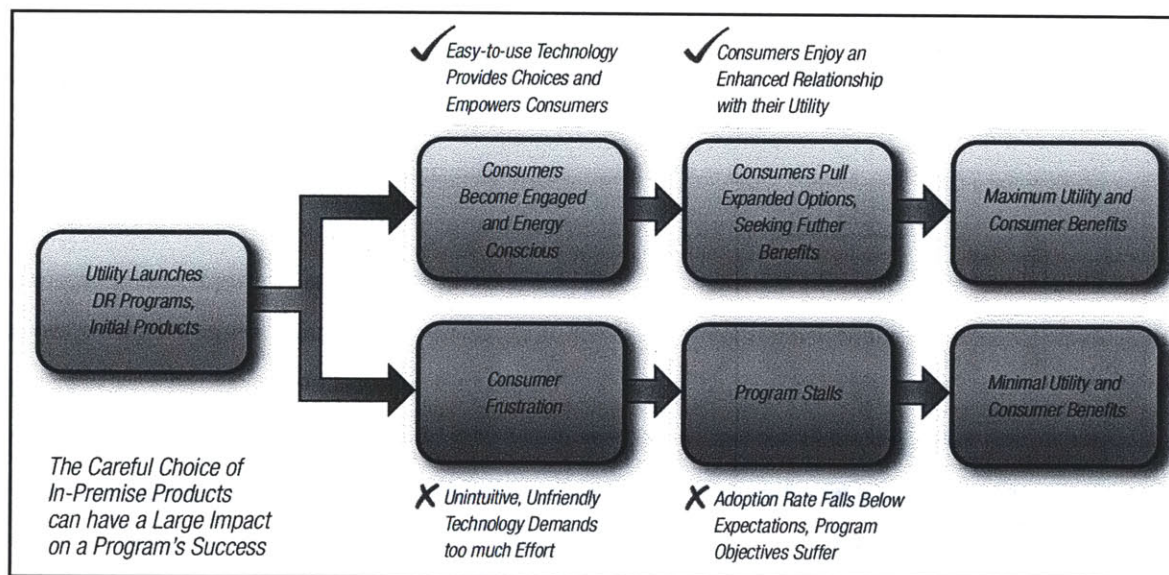 Easy-to-use Technology
Provides Choices and
Empowers Consumers
Consumers Enjoy an
Enhanced Relationship
with their Utility
Utility Launches
DR Programs,
Initial Products
Consumers
Become Engaged
and Energy
Conscious
Consumers Pull
Expanded Options,
Seeking Futher
Benefits
Maximum Utility and
Consumer Benefits
Consumer
Frustration
Program Stalls
Minimal Utility and
Consumer Benefits
Unintuitive, Unfriendly
Technology Demands
too much Effort
Adoption Rate Falls Below
Expectations, Program
Objectives Suffer
The Careful Choice of
In-Premise Products
can have a Large Impact
on a Program's Success